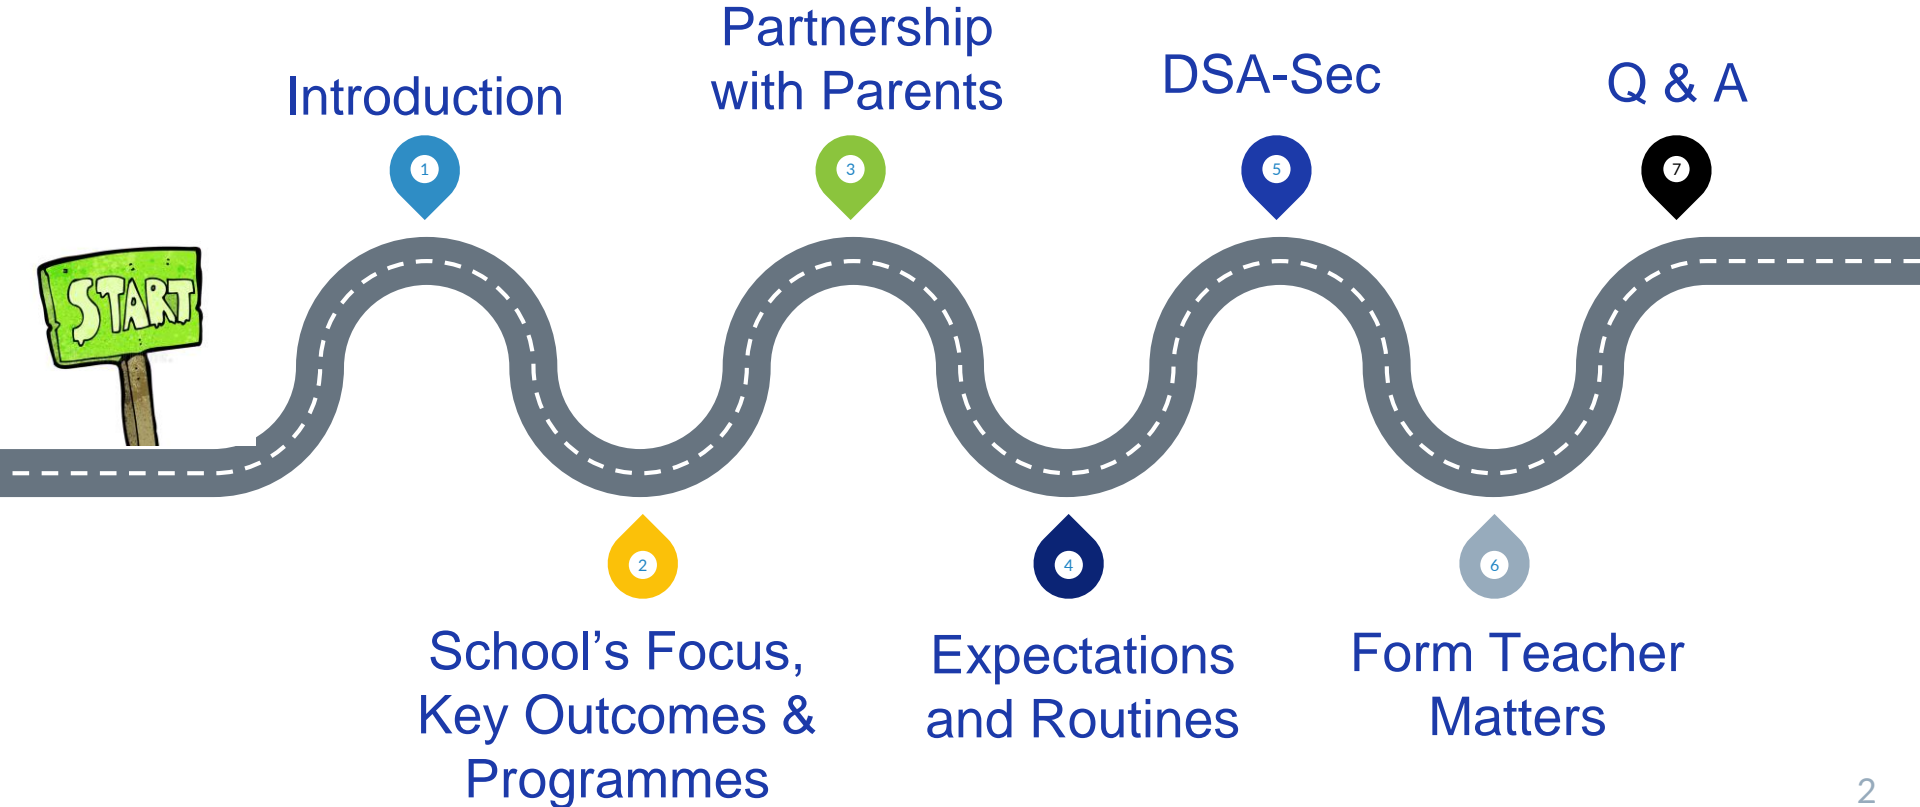 START
Introduction
1
School’s Focus,
Key Outcomes &
Programmes
2
Partnership
with Parents
3
Expectations
and Routines
4
DSA-Sec
5
Form Teacher
Matters
6
Q & A
7
2